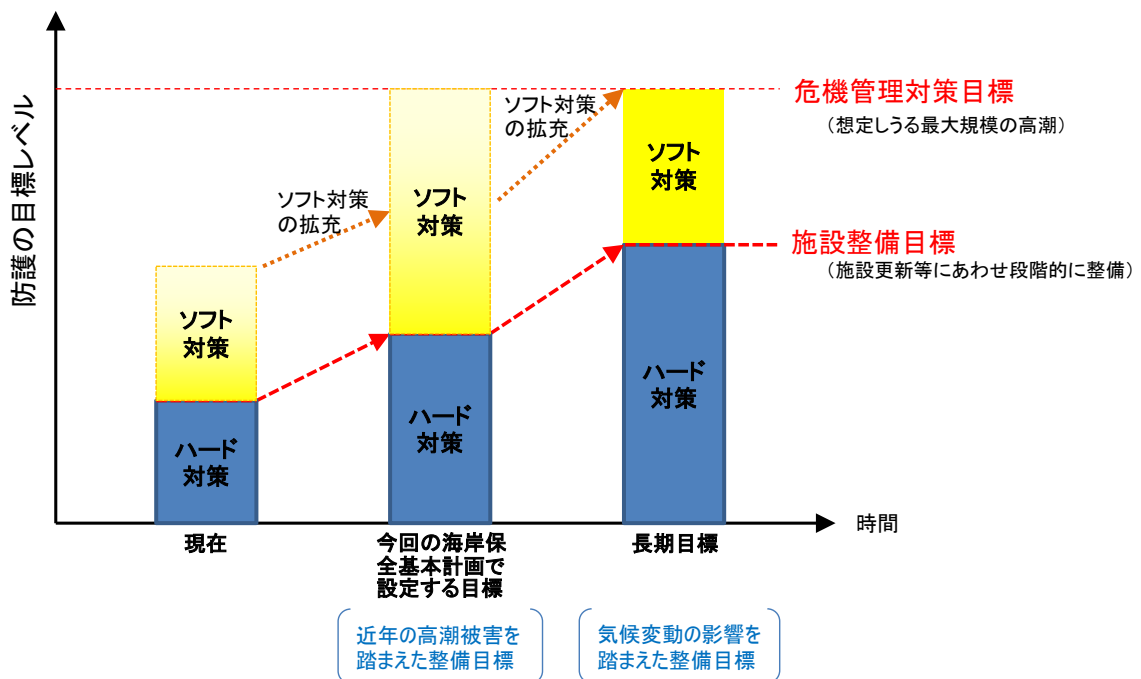 防護の目標レベル
危機管理対策目標
（想定しうる最大規模の高潮）
施設整備目標
（施設更新等にあわせ段階的に整備）
ソフト対策
の拡充
ソフト対策
の拡充
ソフト
対策
ハード
対策
ソフト
対策
ハード
対策
ソフト
対策
ハード
対策
時間
現在
今回の海岸保
全基本計画で
設定する目標
長期目標
近年の高潮被害を
踏まえた整備目標
気候変動の影響を
踏まえた整備目標